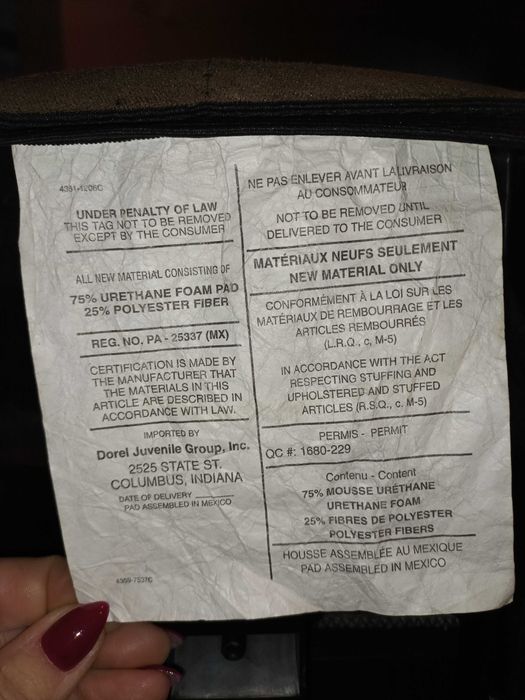 4361-4206C
UNDER PENALTY OF LAW
THIS TAG NOT TO BE REMOVED
EXCEPT BY THE CONSUMER
ALL NEW MATERIAL CONSISTING OF
75% URETHANE FOAM PAD
25% POLYESTER FIBER
REG. NO. PA - 25337 (MX)
CERTIFICATION IS MADE BY
THE MANUFACTURER THAT
THE MATERIALS IN THIS
ARTICLE ARE DESCRIBED IN
ACCORDANCE WITH LAW.
IMPORTED BY
Dorel Juvenile Group, Inc.
2525 STATE ST.
COLUMBUS, INDIANA
DATE OF DELIVERY
PAD ASSEMBLED IN MEXICO
4369-7537C
NE PAS ENLEVER AVANT LA LIVRAISON
AU CONSOMMATEUR
NOT TO BE REMOVED UNTIL
DELIVERED TO THE CONSUMER
MATÉRIAUX NEUFS SEULEMENT
NEW MATERIAL ONLY
CONFORMÉMENT À LA LOI SUR LES
MATÉRIAUX DE REMBOURRAGE ET LES
ARTICLES REMBOURRÉS
(L.R.Q., c, M-5)
IN ACCORDANCE WITH THE ACT
RESPECTING STUFFING AND
UPHOLSTERED AND STUFFED
ARTICLES (R.S.Q., c. M-5)
PERMIS - PERMIT
QC #: 1680-229
Contenu - Content
75% MOUSSE URÉTHANE
URETHANE FOAM
25% FIBRES DE POLYESTER
POLYESTER FIBERS
HOUSSE ASSEMBLÉE AU MEXIQUE
PAD ASSEMBLED IN MEXICO